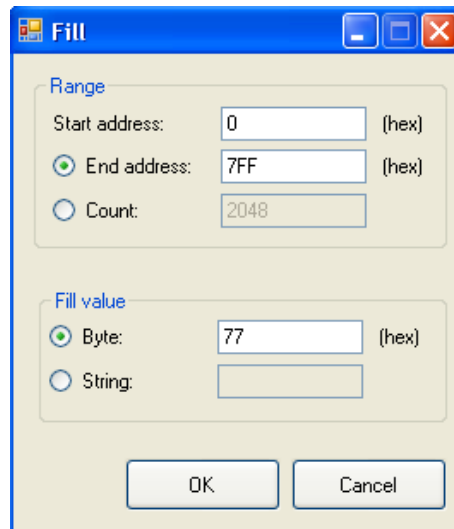 Fill
Range
Start address: 0 (hex)
End address: 7FF (hex)
Count: 2048
Fill value
Byte: 77 (hex)
String:
OK Cancel